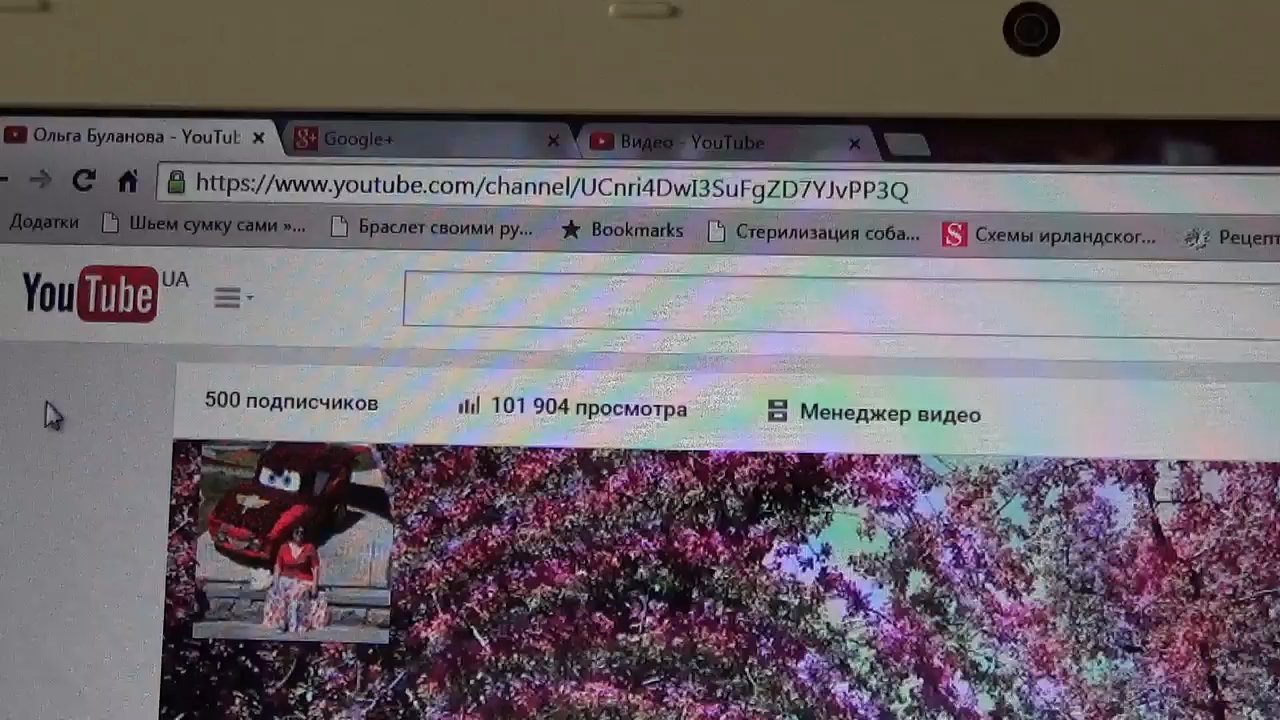 Ольга Буланова - YouTub
Google+
Видео - YouTube
https://www.youtube.com/channel/UCnri4DwI3SuFgZD7YJvPP3Q
Додатки Шьем сумку сами »... Браслет своими ру... Bookmarks Стерилизация соба... S Схемы ирландског... Рецепт
YouTube UA
500 подписчиков 101 904 просмотра Менеджер видео